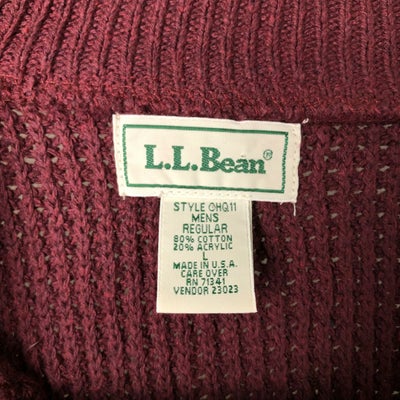 L.L.Bean®
STYLE OHQ11
MENS
REGULAR
80% COTTON
20% ACRYLIC
L
MADE IN U.S.A.
CARE OVER
RN 71341
VENDOR 23023